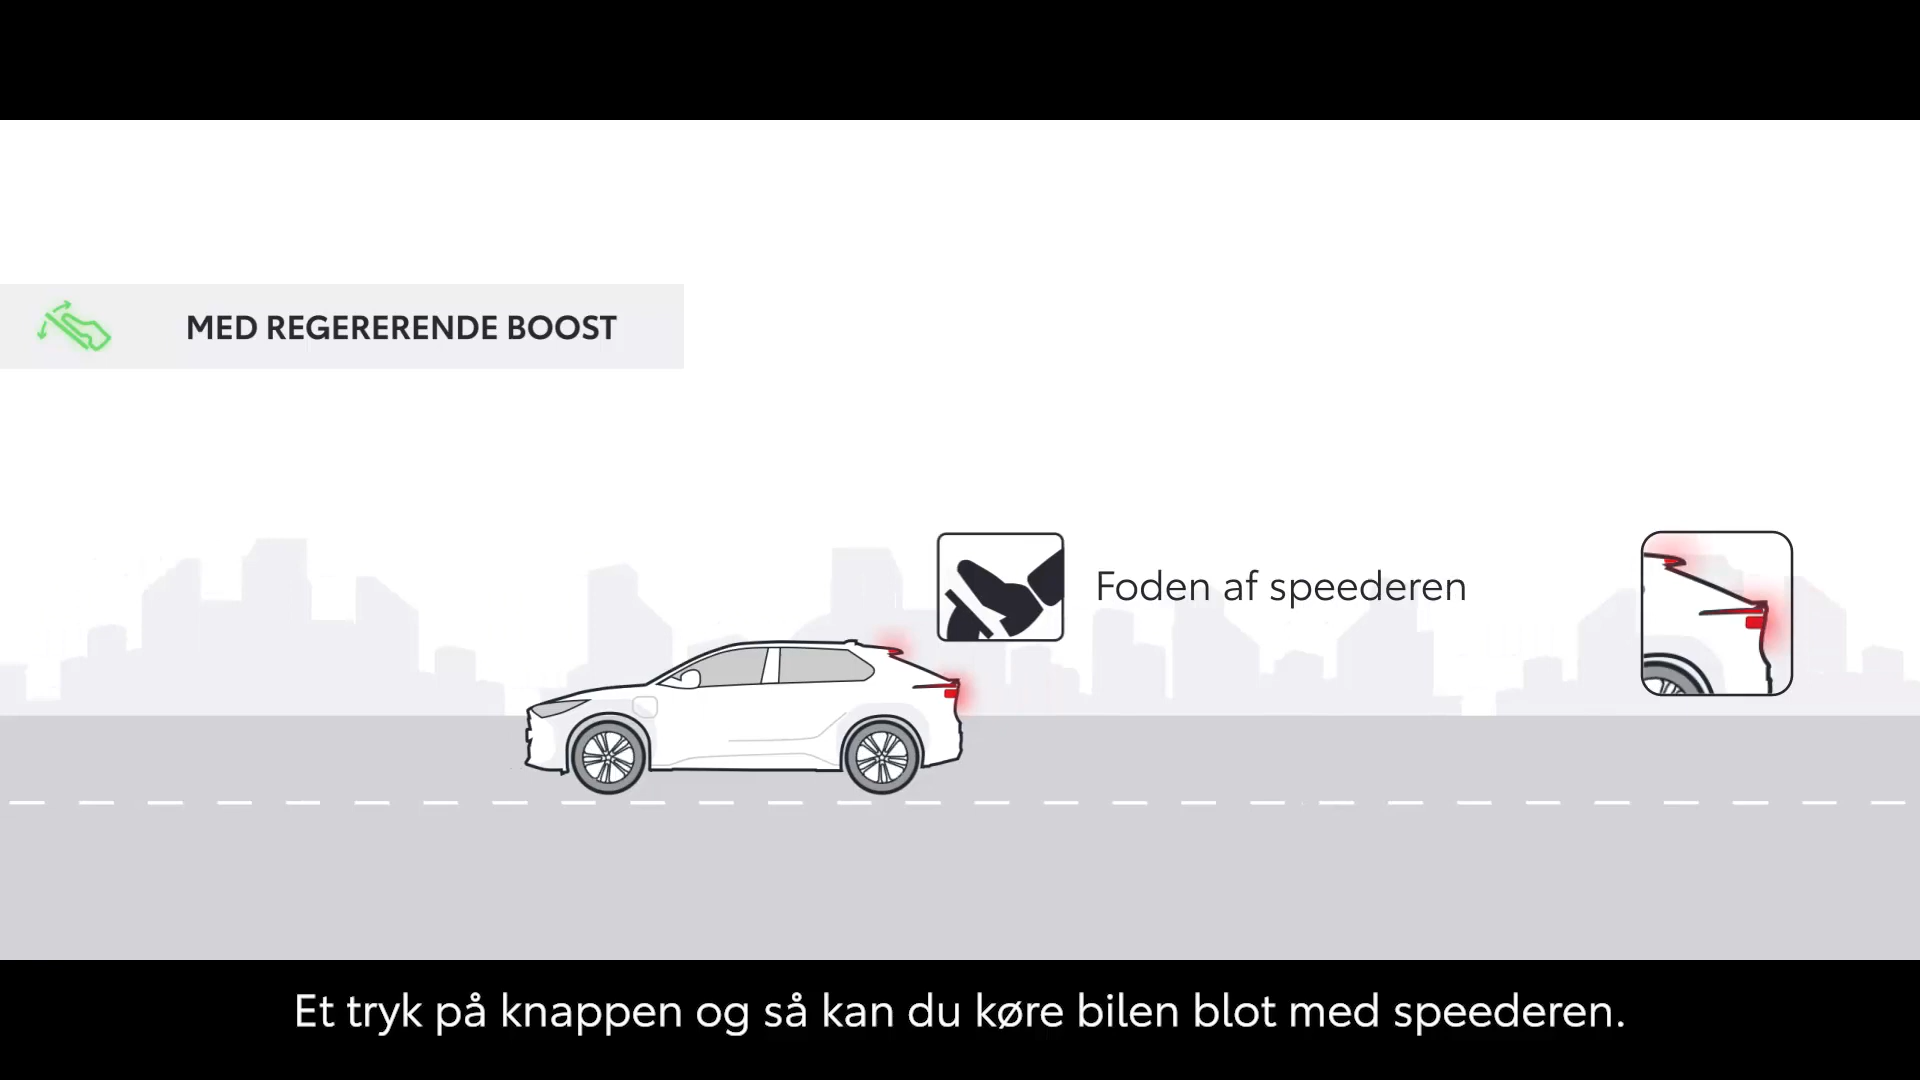 MED REGERERENDE BOOST
Foden af speederen
Et tryk på knappen og så kan du køre bilen blot med speederen.